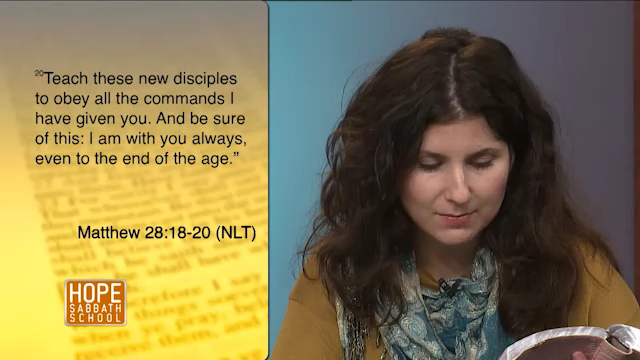 ²⁰Teach these new disciples
to obey all the commands I
have given you. And be sure
of this: I am with you always,
even to the end of the age.”
Matthew 28:18-20 (NLT)
HOPE
SABBATH
SCHOOL